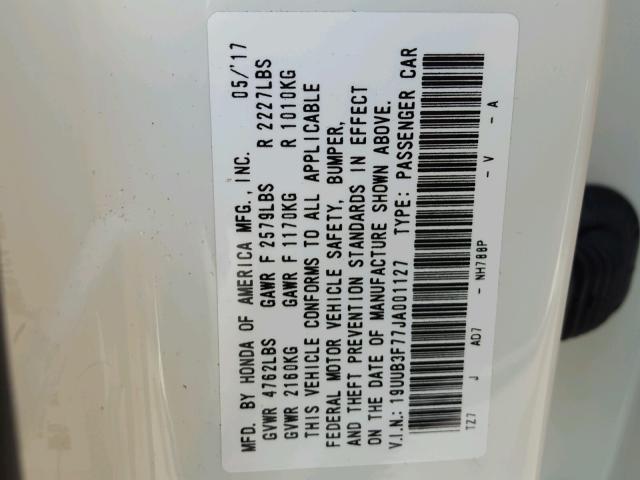 MFD. BY HONDA OF AMERICA MFG., INC. 05/'17
GVWR 4762LBS GAWR F 2579LBS R 2227LBS
GVWR 2160KG GAWR F 1170KG R 1010KG
THIS VEHICLE CONFORMS TO ALL APPLICABLE
FEDERAL MOTOR VEHICLE SAFETY, BUMPER,
AND THEFT PREVENTION STANDARDS IN EFFECT
ON THE DATE OF MANUFACTURE SHOWN ABOVE.
V.I.N.: 19UUB3F77JA001127 TYPE: PASSENGER CAR
TZ7 J AD7 - NH788P - V - A